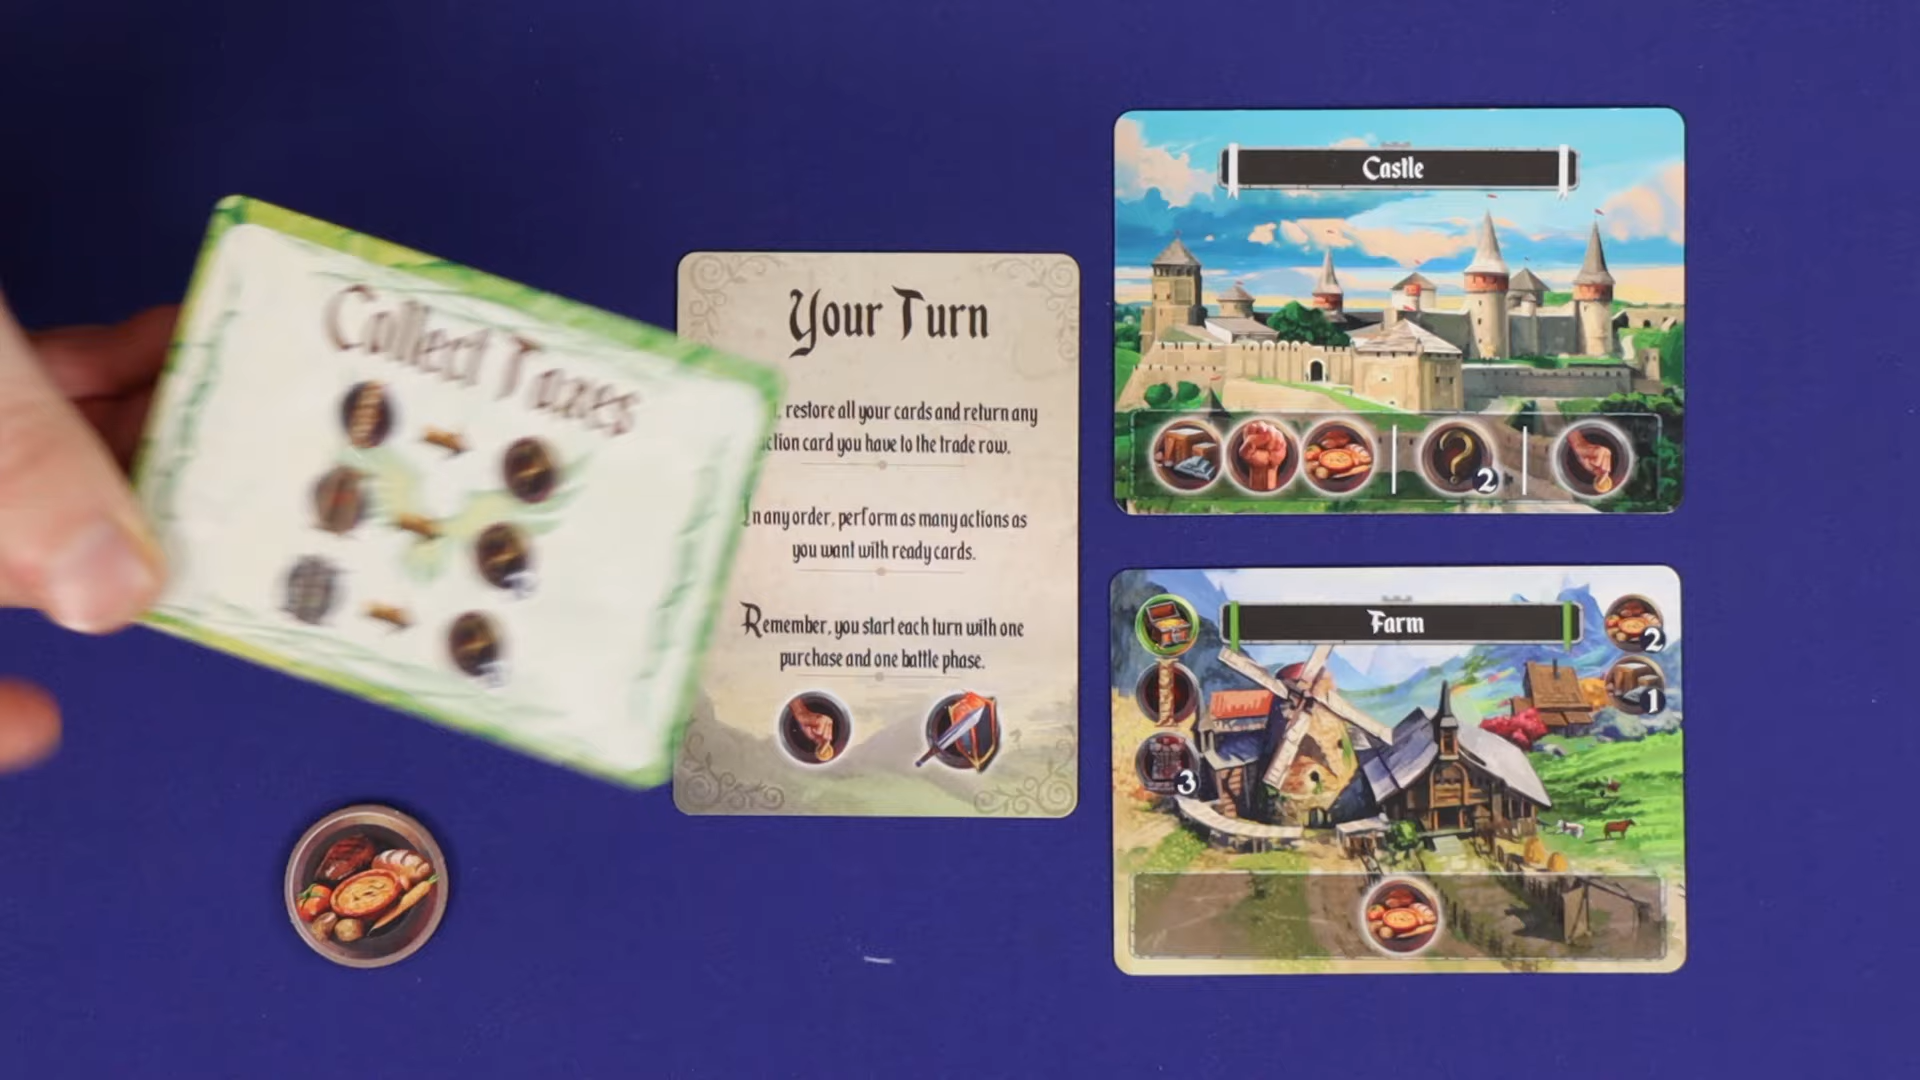 Collect Taxes
Your Turn
restore all your cards and return any
card you have to the trade row.
In any order, perform as many actions as
you want with ready cards.
Remember, you start each turn with one
purchase and one battle phase.
Castle
2
Farm
2
1
3